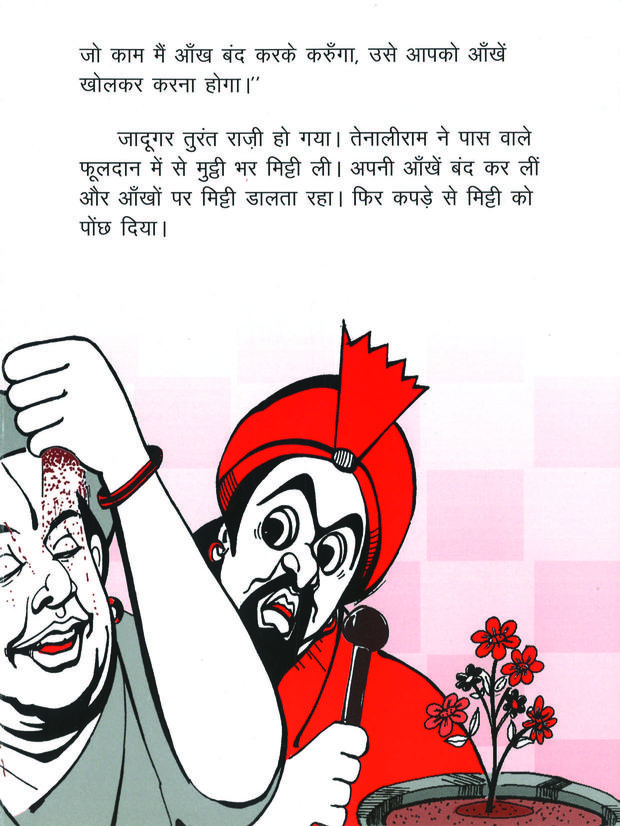 जो काम मैं आँख बंद करके करुँगा, उसे आपको आँखें
खोलकर करना होगा।’’
जादूगर तुरंत राज़ी हो गया। तेनालीराम ने पास वाले
फूलदान में से मुट्ठी भर मिट्टी ली। अपनी आँखें बंद कर लीं
और आँखों पर मिट्टी डालता रहा। फिर कपड़े से मिट्टी को
पोंछ दिया।